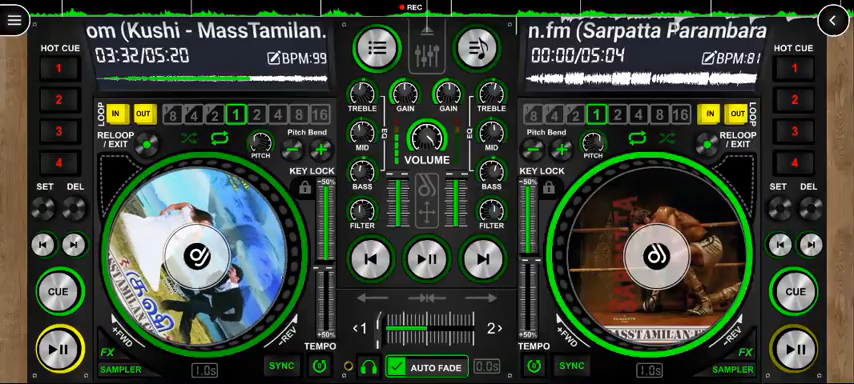 REC
om (Kushi - MassTamilan.
03:32/05:20
BPM:99
n.fm (Sarpatta Parambara
00:00/05:04
BPM:81
HOT CUE
1
2
3
4
SET DEL
CUE
LOOP
IN OUT
/8 /4 /2 1 2 4 8 16
RELOOP
/ EXIT
PITCH
Pitch Bend
KEY LOCK
+50%
TEMPO
+FWD
-REV
FX
SAMPLER
1.0s
SYNC
TREBLE
GAIN
GAIN
TREBLE
EQ
MID
VOLUME
MID
EQ
BASS
BASS
FILTER
FILTER
1
2
AUTO FADE
0.0s
/8 /4 /2 1 2 4 8 16
IN OUT
LOOP
Pitch Bend
PITCH
RELOOP
/ EXIT
KEY LOCK
+50%
TEMPO
MASSTAMILAN
+FWD
-REV
SYNC
1.0s
FX
SAMPLER
HOT CUE
1
2
3
4
SET DEL
CUE